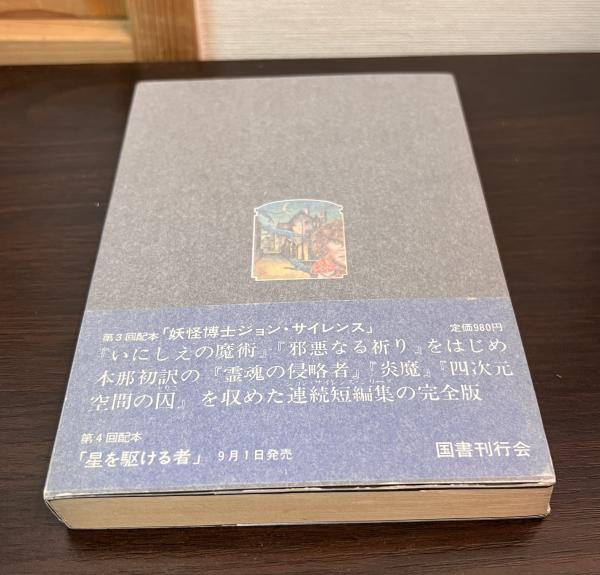 第3回配本「妖怪博士ジョン・サイレンス」 定価980円
『いにしえの魔術』『邪悪なる祈り』をはじめ
本邦初訳の『霊魂の侵略者』『炎魔』『四次元
空間の囚』を収めた連続短編集の完全版
第4回配本
「星を駆ける者」 9月1日発売 国書刊行会